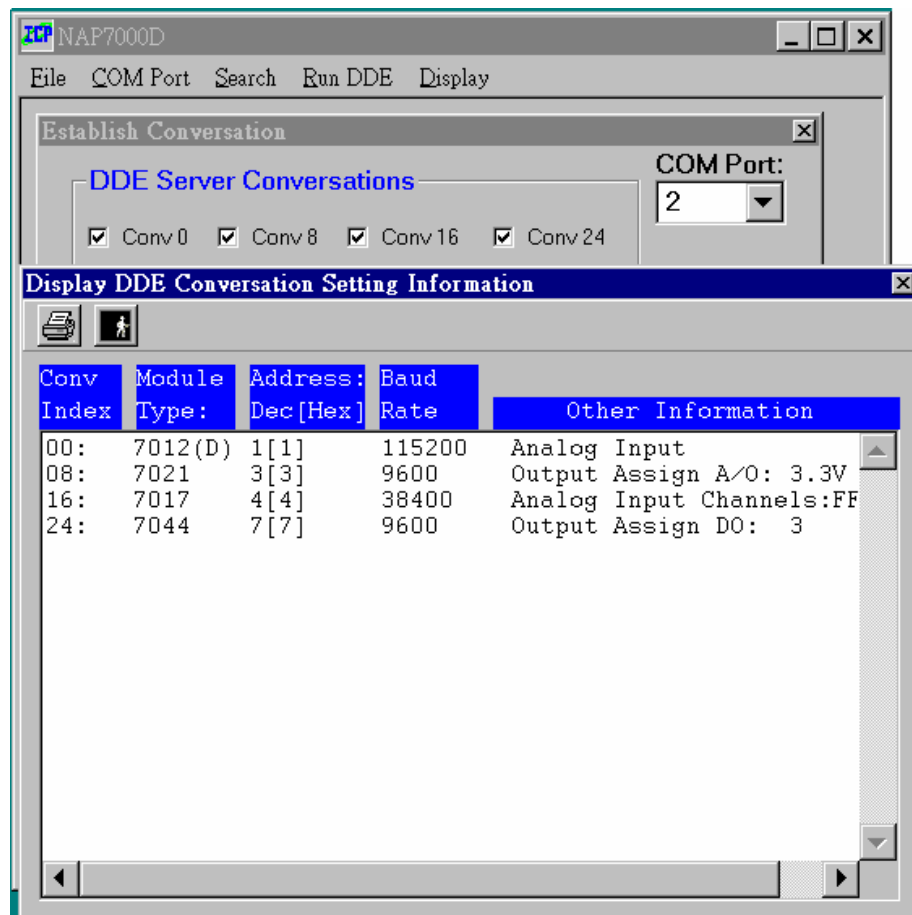 ICP NAP7000D
File COM Port Search Run DDE Display
Establish Conversation
DDE Server Conversations
COM Port:
2
Conv 0 Conv 8 Conv 16 Conv 24
Display DDE Conversation Setting Information
Conv Module Address: Baud
Index Type: Dec[Hex] Rate Other Information
00: 7012(D) 1[1] 115200 Analog Input
08: 7021 3[3] 9600 Output Assign A/O: 3.3V
16: 7017 4[4] 38400 Analog Input Channels:FF
24: 7044 7[7] 9600 Output Assign DO: 3